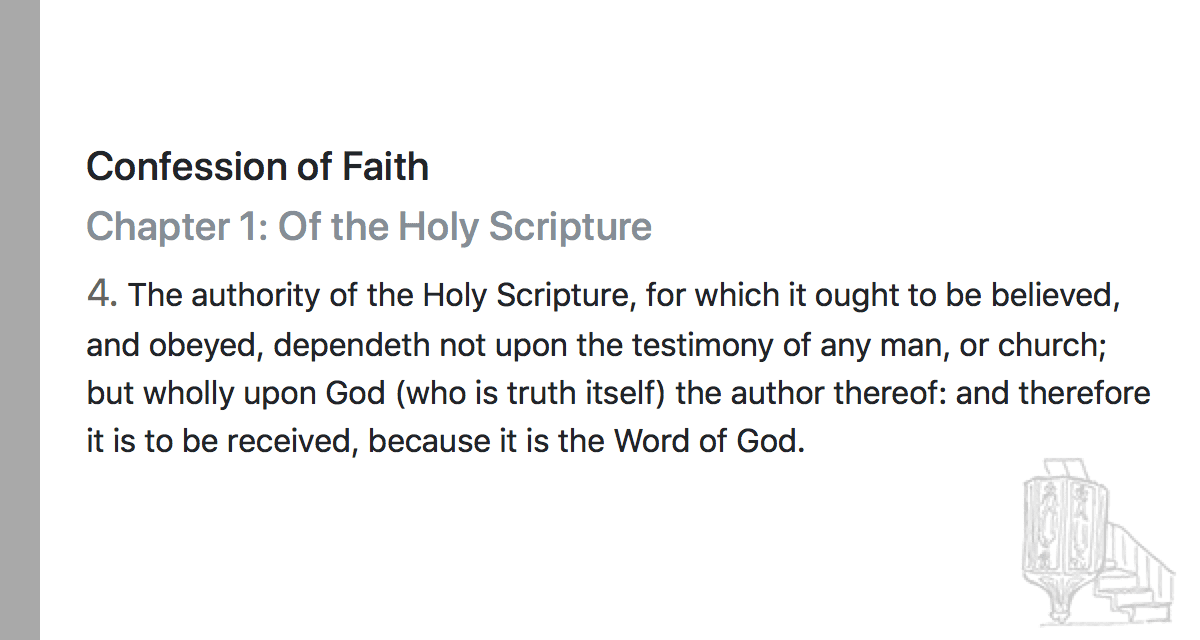 Confession of Faith
Chapter 1: Of the Holy Scripture
4. The authority of the Holy Scripture, for which it ought to be believed,
and obeyed, dependeth not upon the testimony of any man, or church;
but wholly upon God (who is truth itself) the author thereof: and therefore
it is to be received, because it is the Word of God.